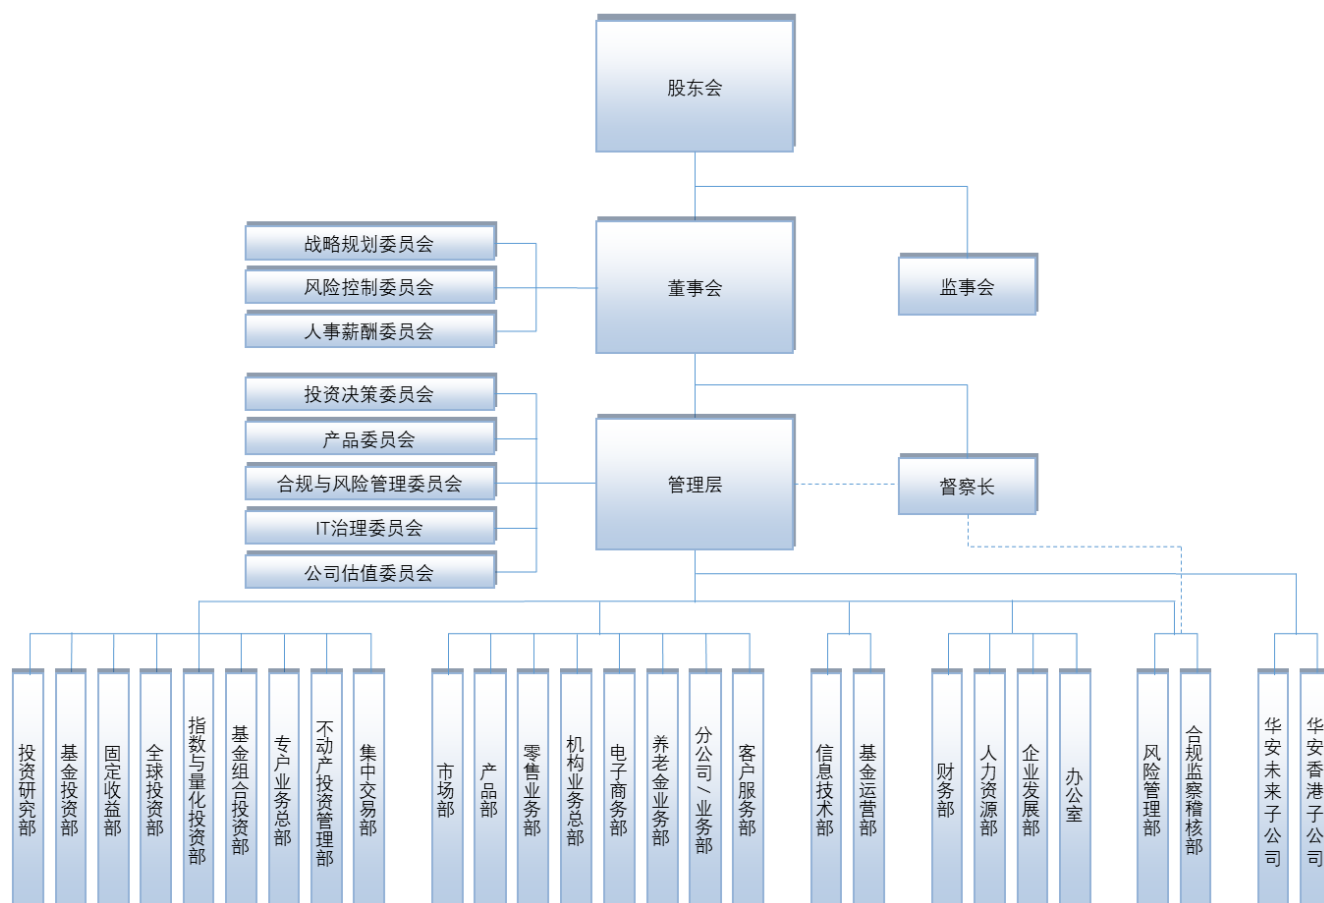 股东会
战略规划委员会
风险控制委员会
人事薪酬委员会
董事会
监事会
投资决策委员会
产品委员会
合规与风险管理委员会
IT治理委员会
公司估值委员会
管理层
督察长
投资研究部
基金投资部
固定收益部
全球投资部
指数与量化投资部
基金组合投资部
专户业务总部
不动产投资管理部
集中交易部
市场部
产品部
零售业务部
机构业务总部
电子商务部
养老金业务部
分公司/业务部
客户服务部
信息技术部
基金运营部
财务部
人力资源部
企业发展部
办公室
风险管理部
合规监察稽核部
华安未来子公司
华安香港子公司